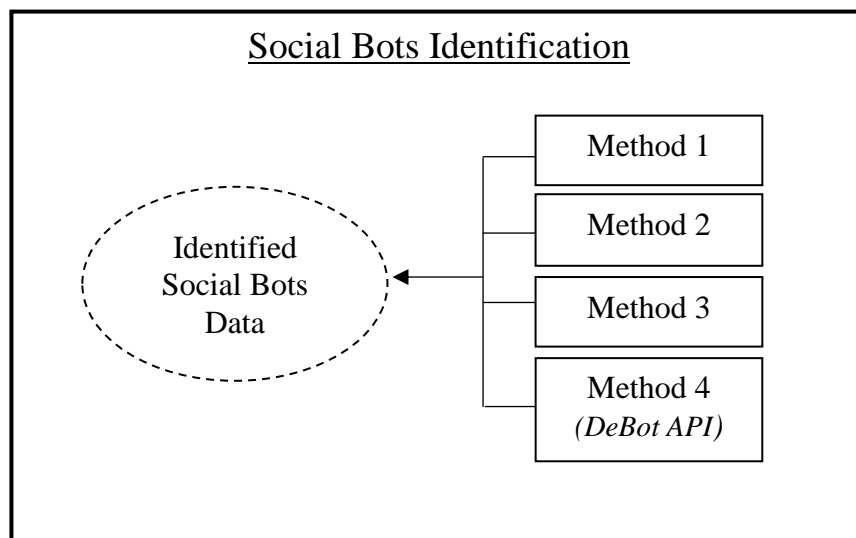 Social Bots Identification
Identified
Social Bots
Data
Method 1
Method 2
Method 3
Method 4
(DeBot API)